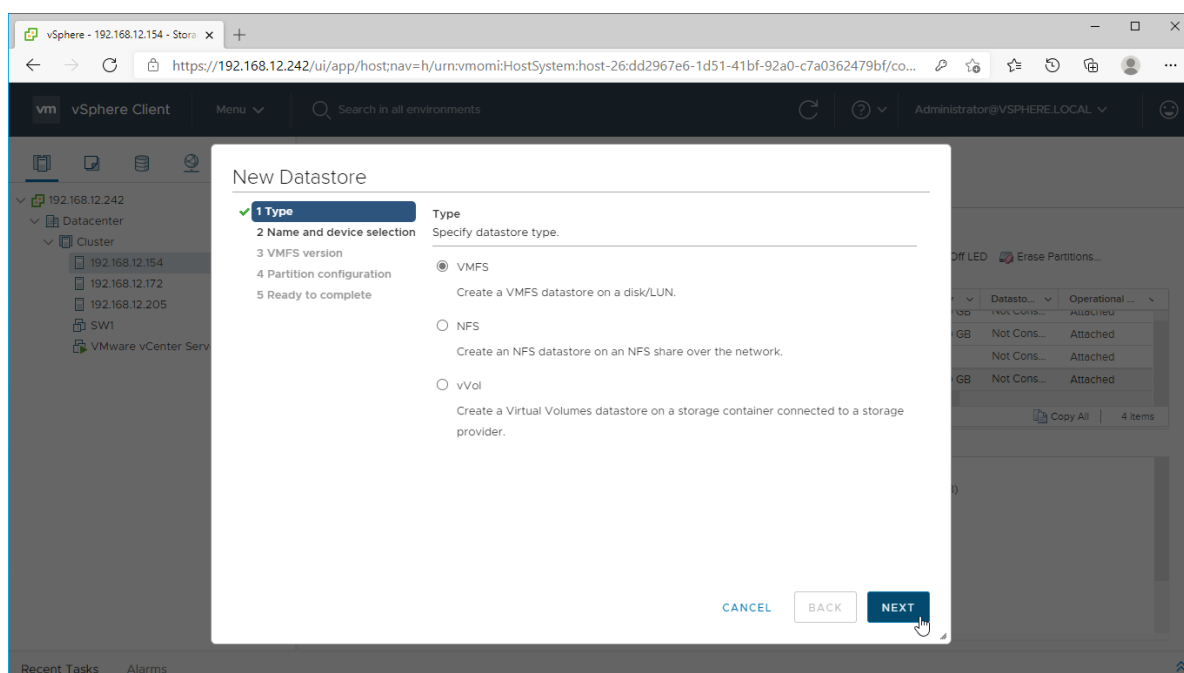 vSphere - 192.168.12.154 - Stora
https://192.168.12.242/ui/app/host;nav=h/urn:vmomi:HostSystem:host-26:dd2967e6-1d51-41bf-92a0-c7a0362479bf/co...
vm vSphere Client Menu Search in all environments Administrator@VSPHERE.LOCAL
192.168.12.242
Datacenter
Cluster
192.168.12.154
192.168.12.172
192.168.12.205
SW1
VMware vCenter Serv
New Datastore
1 Type
2 Name and device selection
3 VMFS version
4 Partition configuration
5 Ready to complete
Type
Specify datastore type.
VMFS
Create a VMFS datastore on a disk/LUN.
NFS
Create an NFS datastore on an NFS share over the network.
vVol
Create a Virtual Volumes datastore on a storage container connected to a storage
provider.
CANCEL BACK NEXT
Off LED Erase Partitions...
Datasto... Operational ...
GB Not Cons... Attached
GB Not Cons... Attached
Not Cons... Attached
GB Not Cons... Attached
Copy All 4 items
Recent Tasks Alarms